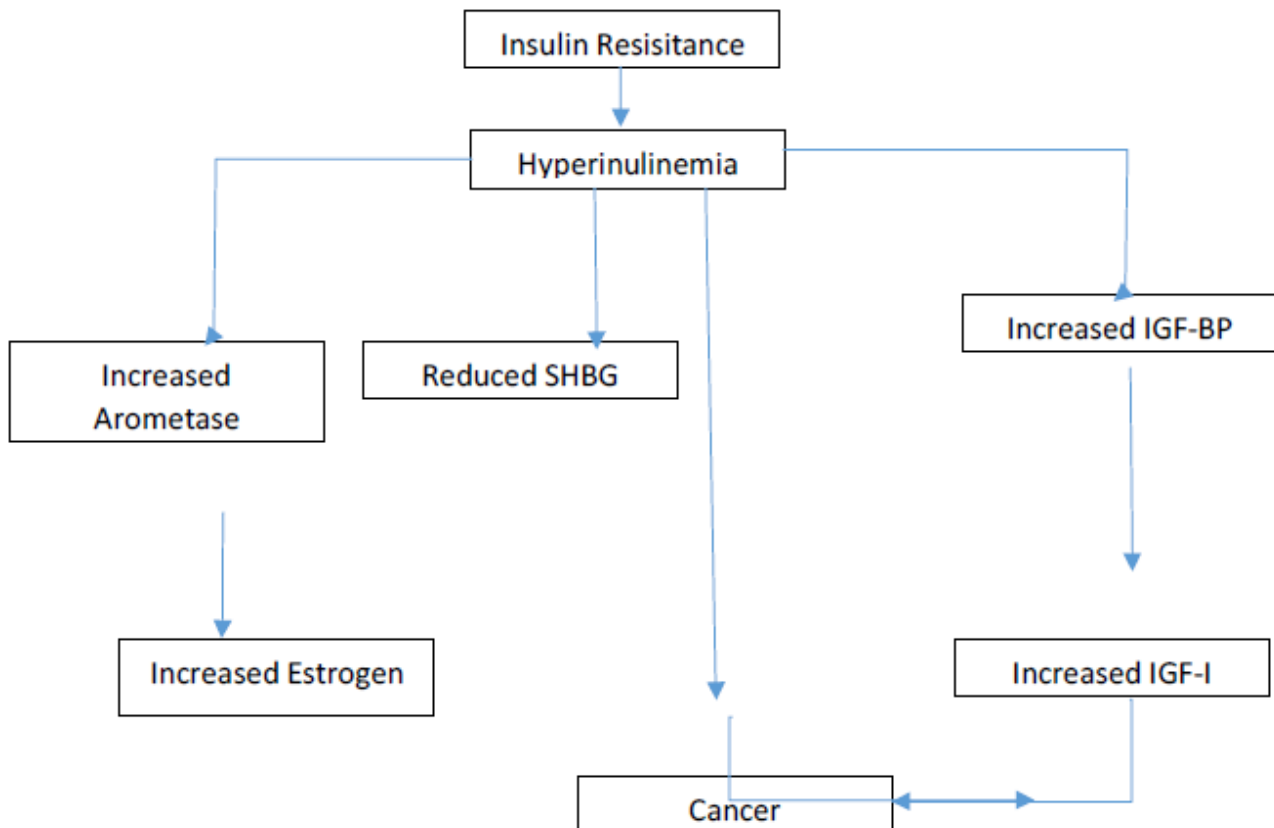 Insulin Resisitance
Hyperinulinemia
Increased IGF-BP
Increased
Arometase
Reduced SHBG
Increased Estrogen
Increased IGF-I
Cancer